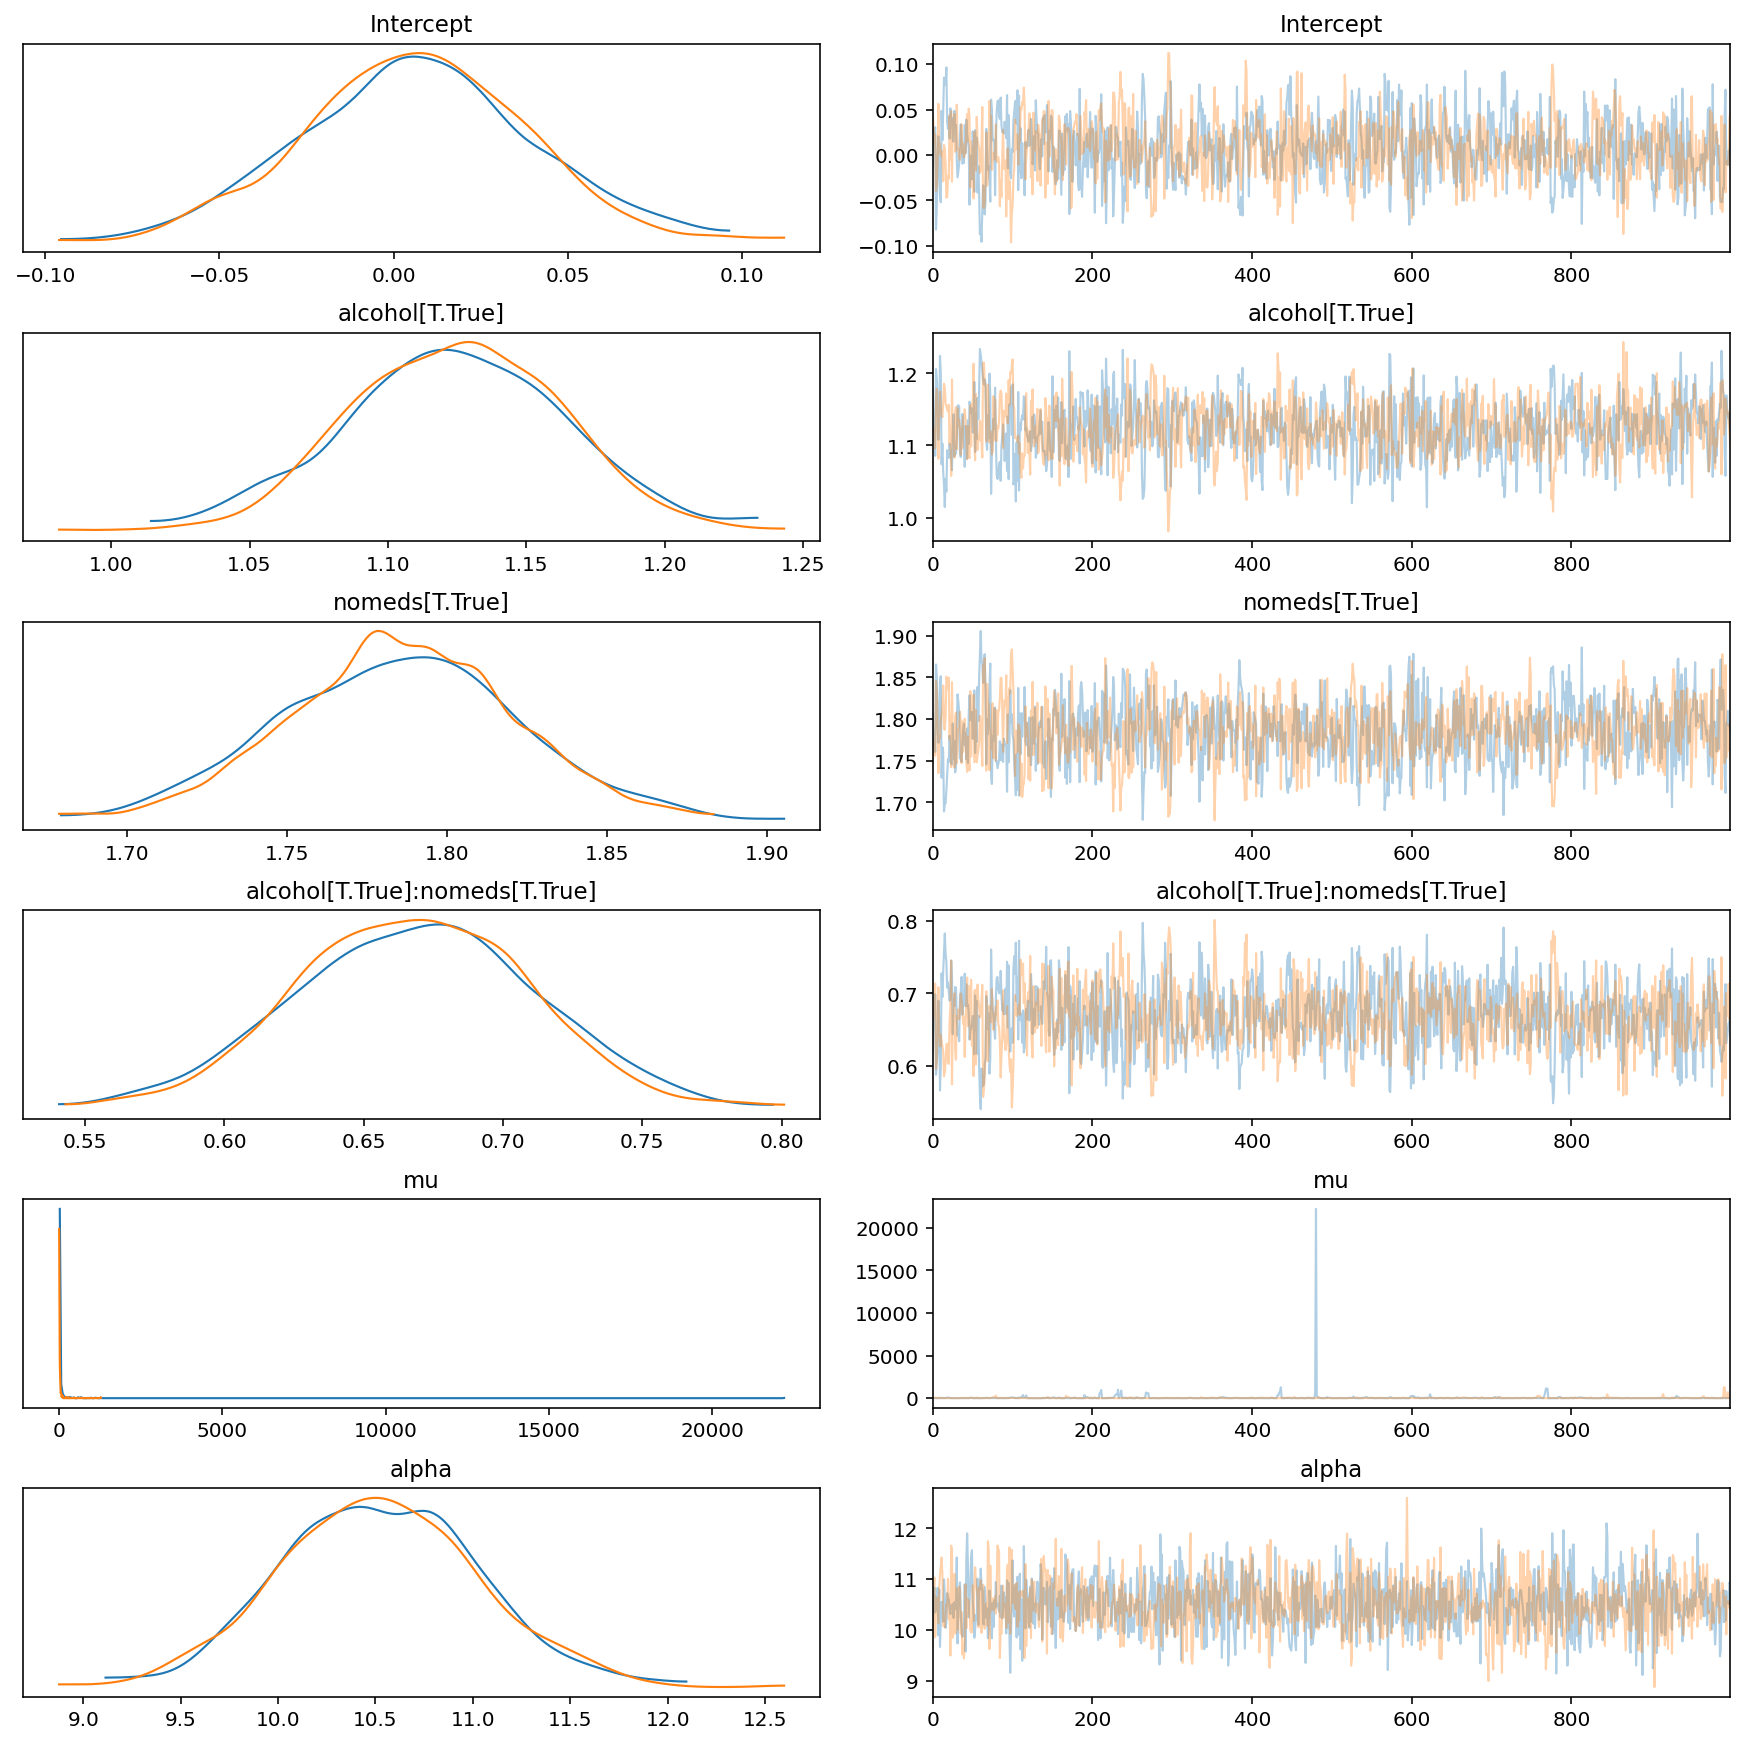 Intercept
Intercept
−0.10 −0.05 0.00 0.05 0.10
0.10
0.05
0.00
−0.05
−0.10
0 200 400 600 800
alcohol[T.True]
alcohol[T.True]
1.00 1.05 1.10 1.15 1.20 1.25
1.2
1.1
1.0
0 200 400 600 800
nomeds[T.True]
nomeds[T.True]
1.70 1.75 1.80 1.85 1.90
1.90
1.85
1.80
1.75
1.70
0 200 400 600 800
alcohol[T.True]:nomeds[T.True]
alcohol[T.True]:nomeds[T.True]
0.55 0.60 0.65 0.70 0.75 0.80
0.8
0.7
0.6
0 200 400 600 800
mu
mu
0 5000 10000 15000 20000
20000
15000
10000
5000
0
0 200 400 600 800
alpha
alpha
9.0 9.5 10.0 10.5 11.0 11.5 12.0 12.5
12
11
10
9
0 200 400 600 800